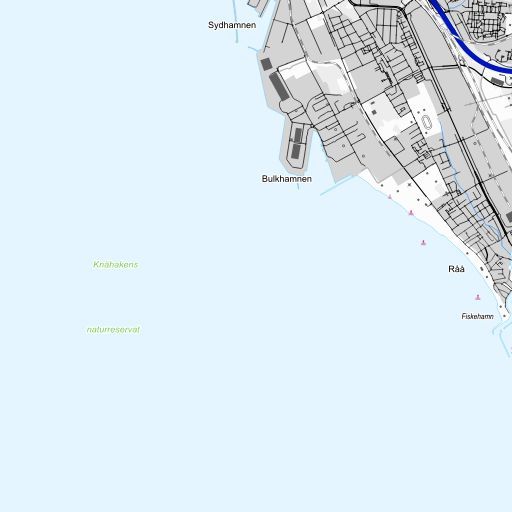 Sydhamnen
Bulkhamnen
Knähakens
Råå
Fiskehamn
naturreservat